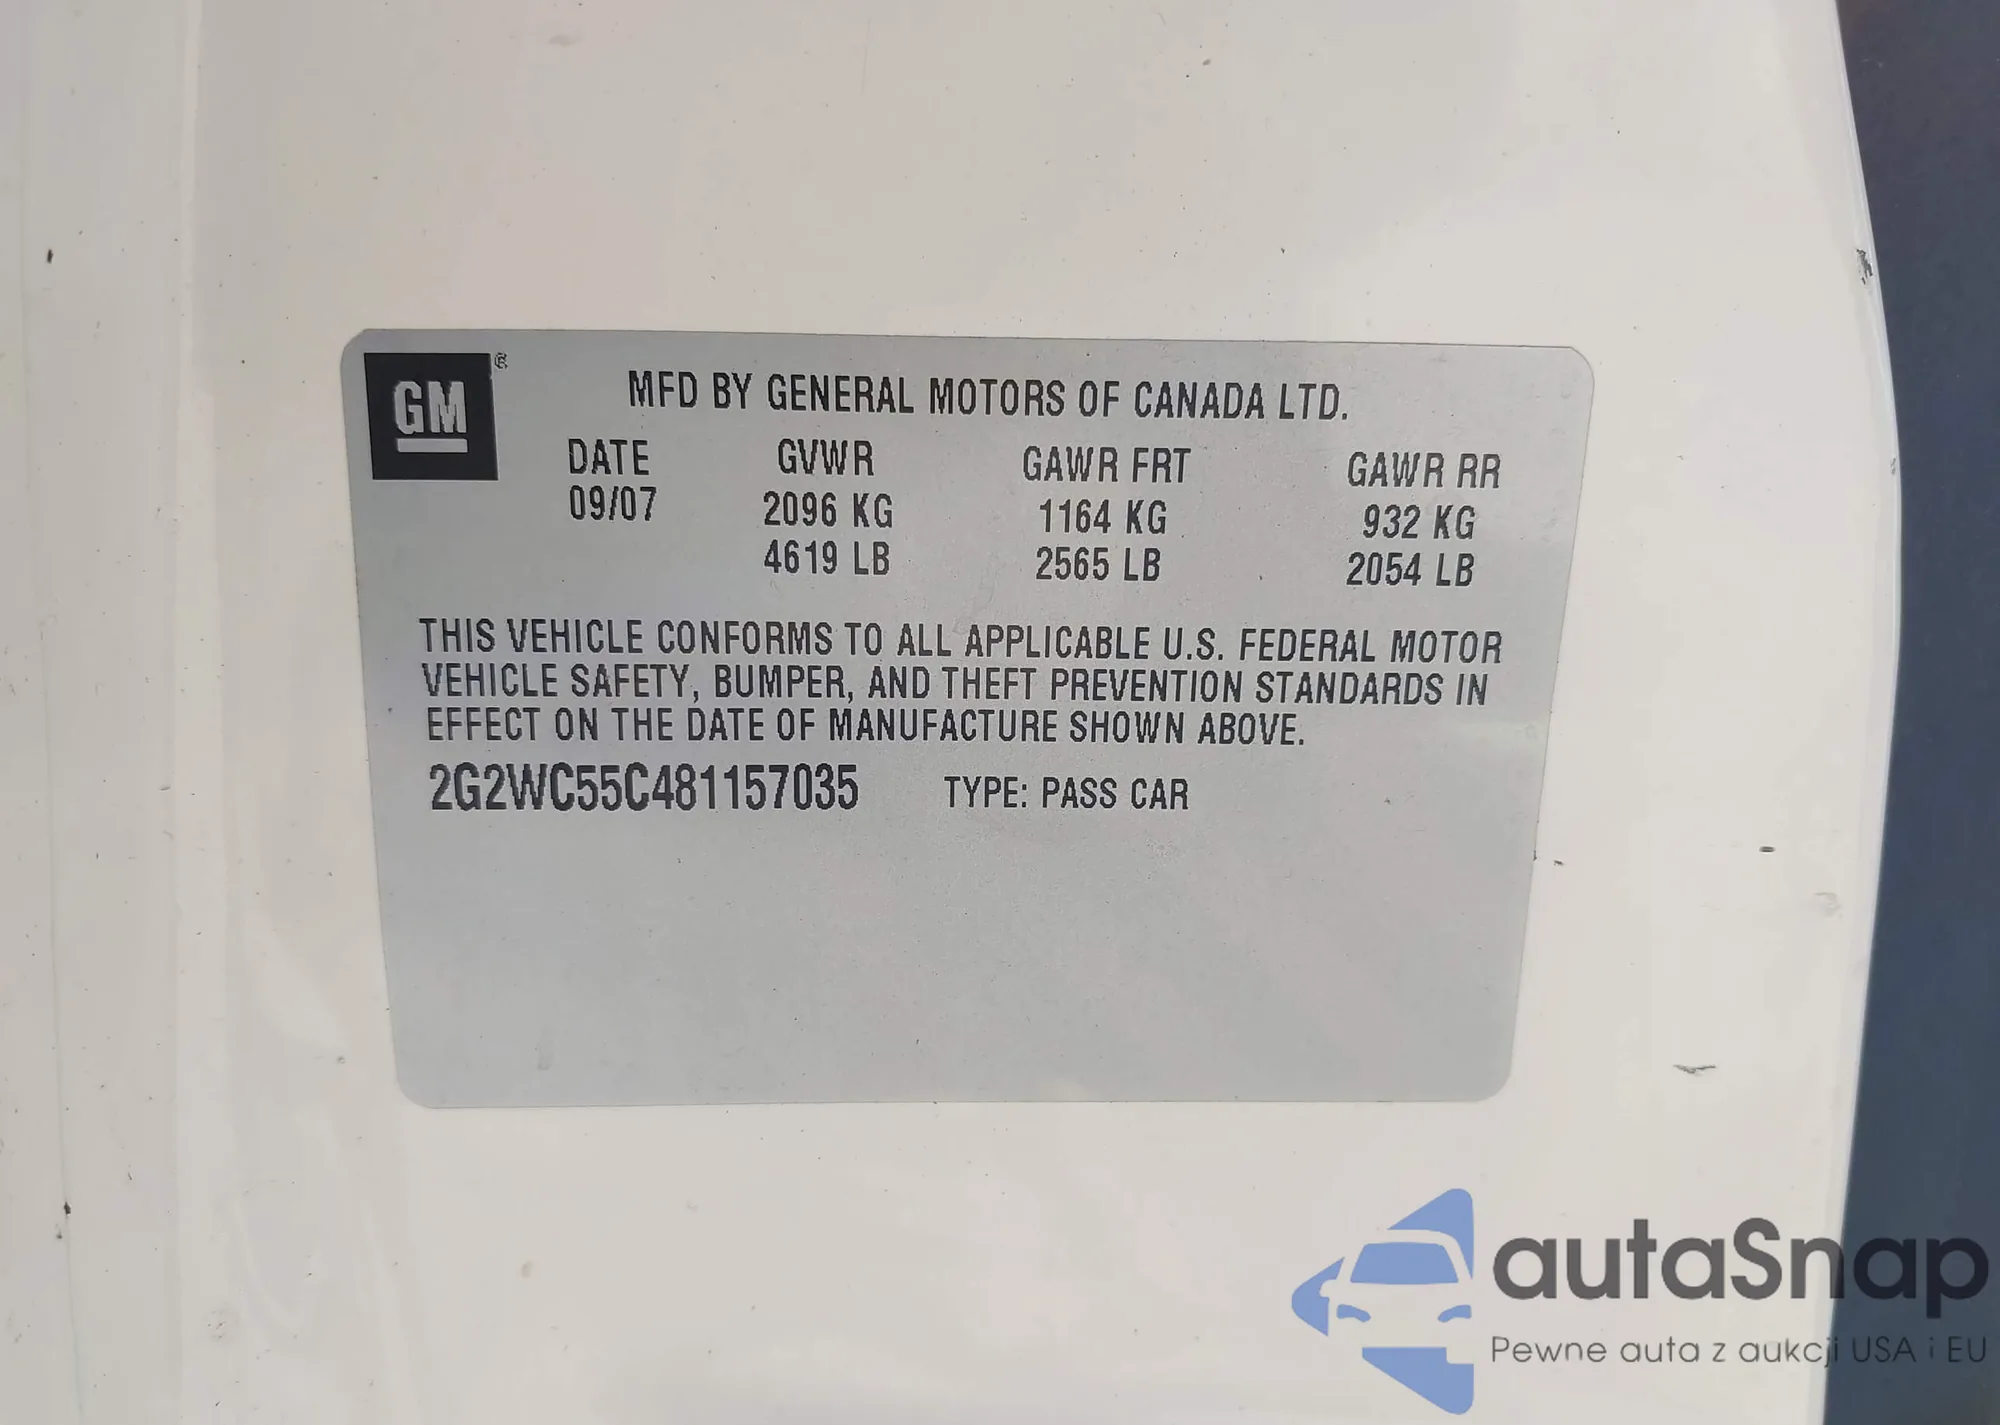 GM ®
MFD BY GENERAL MOTORS OF CANADA LTD.
DATE GVWR GAWR FRT GAWR RR
09/07 2096 KG 1164 KG 932 KG
4619 LB 2565 LB 2054 LB
THIS VEHICLE CONFORMS TO ALL APPLICABLE U.S. FEDERAL MOTOR
VEHICLE SAFETY, BUMPER, AND THEFT PREVENTION STANDARDS IN
EFFECT ON THE DATE OF MANUFACTURE SHOWN ABOVE.
2G2WC55C481157035 TYPE: PASS CAR
autaSnap
Pewne auta z aukcji USA i EU